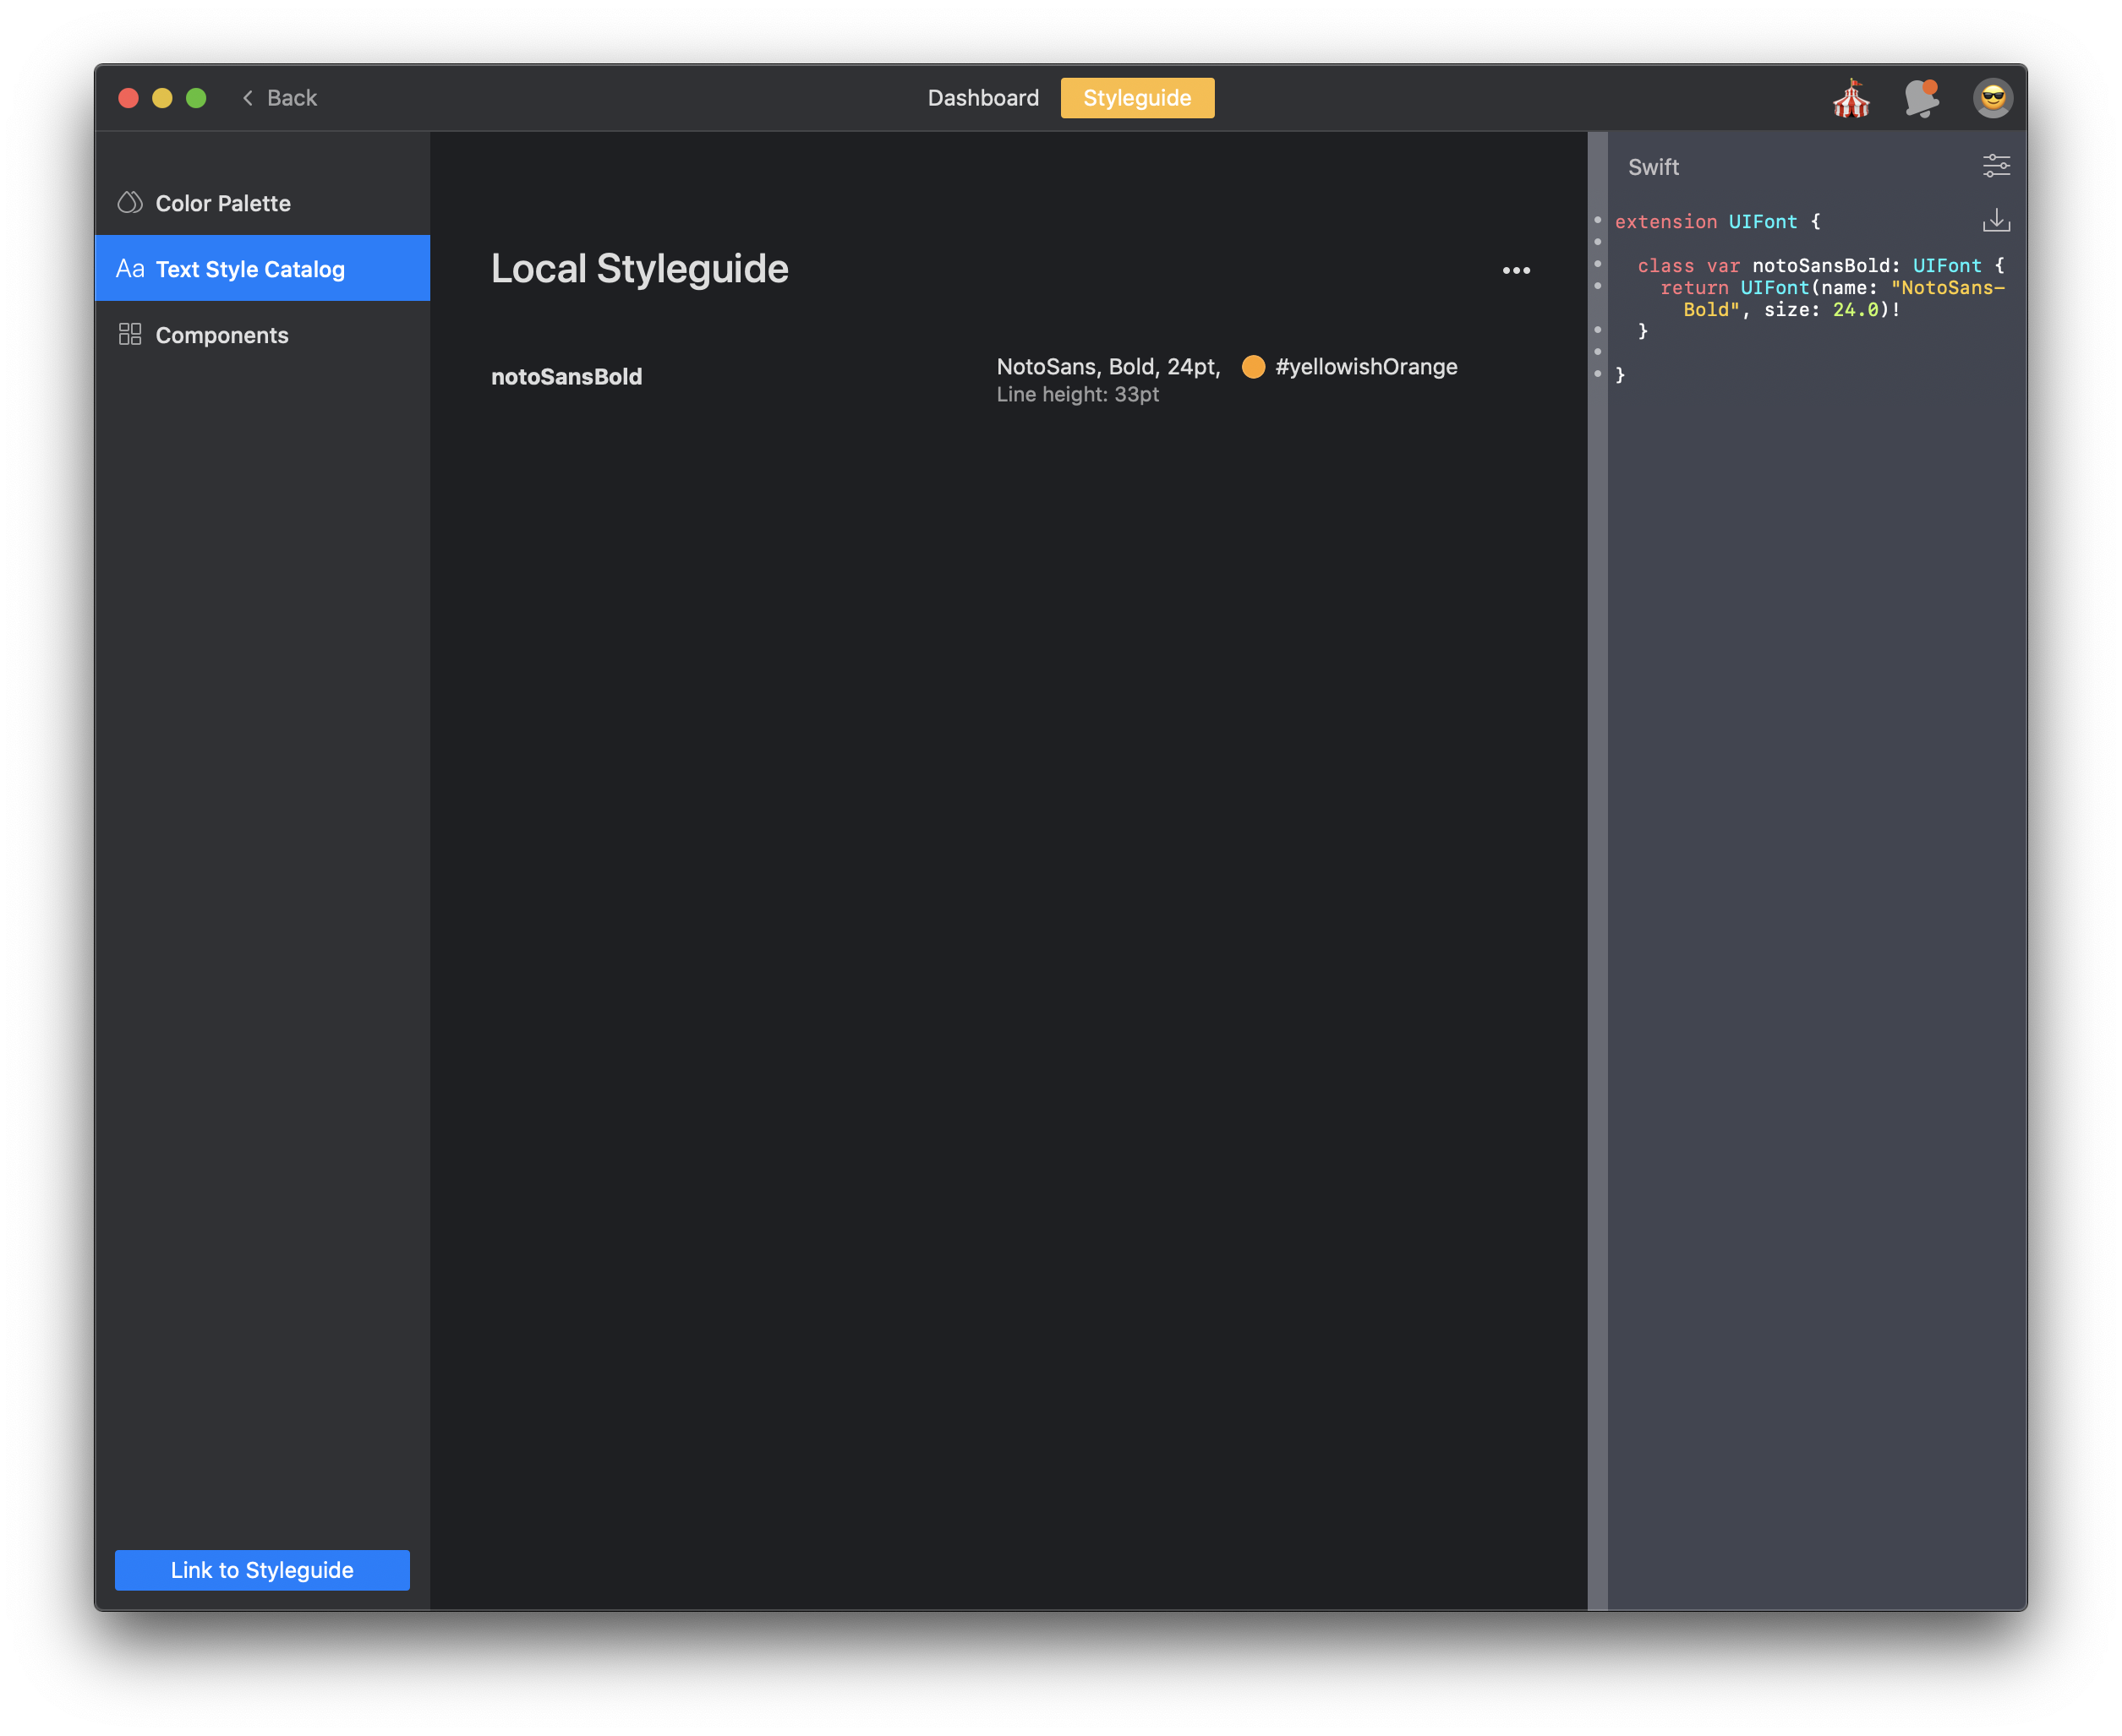 Back
Dashboard
Styleguide
Color Palette
Aa Text Style Catalog
Components
Link to Styleguide
Local Styleguide
notoSansBold
NotoSans, Bold, 24pt, #yellowishOrange
Line height: 33pt
Swift
extension UIFont {
class var notoSansBold: UIFont {
return UIFont(name: "NotoSans-
Bold", size: 24.0)!
}
}